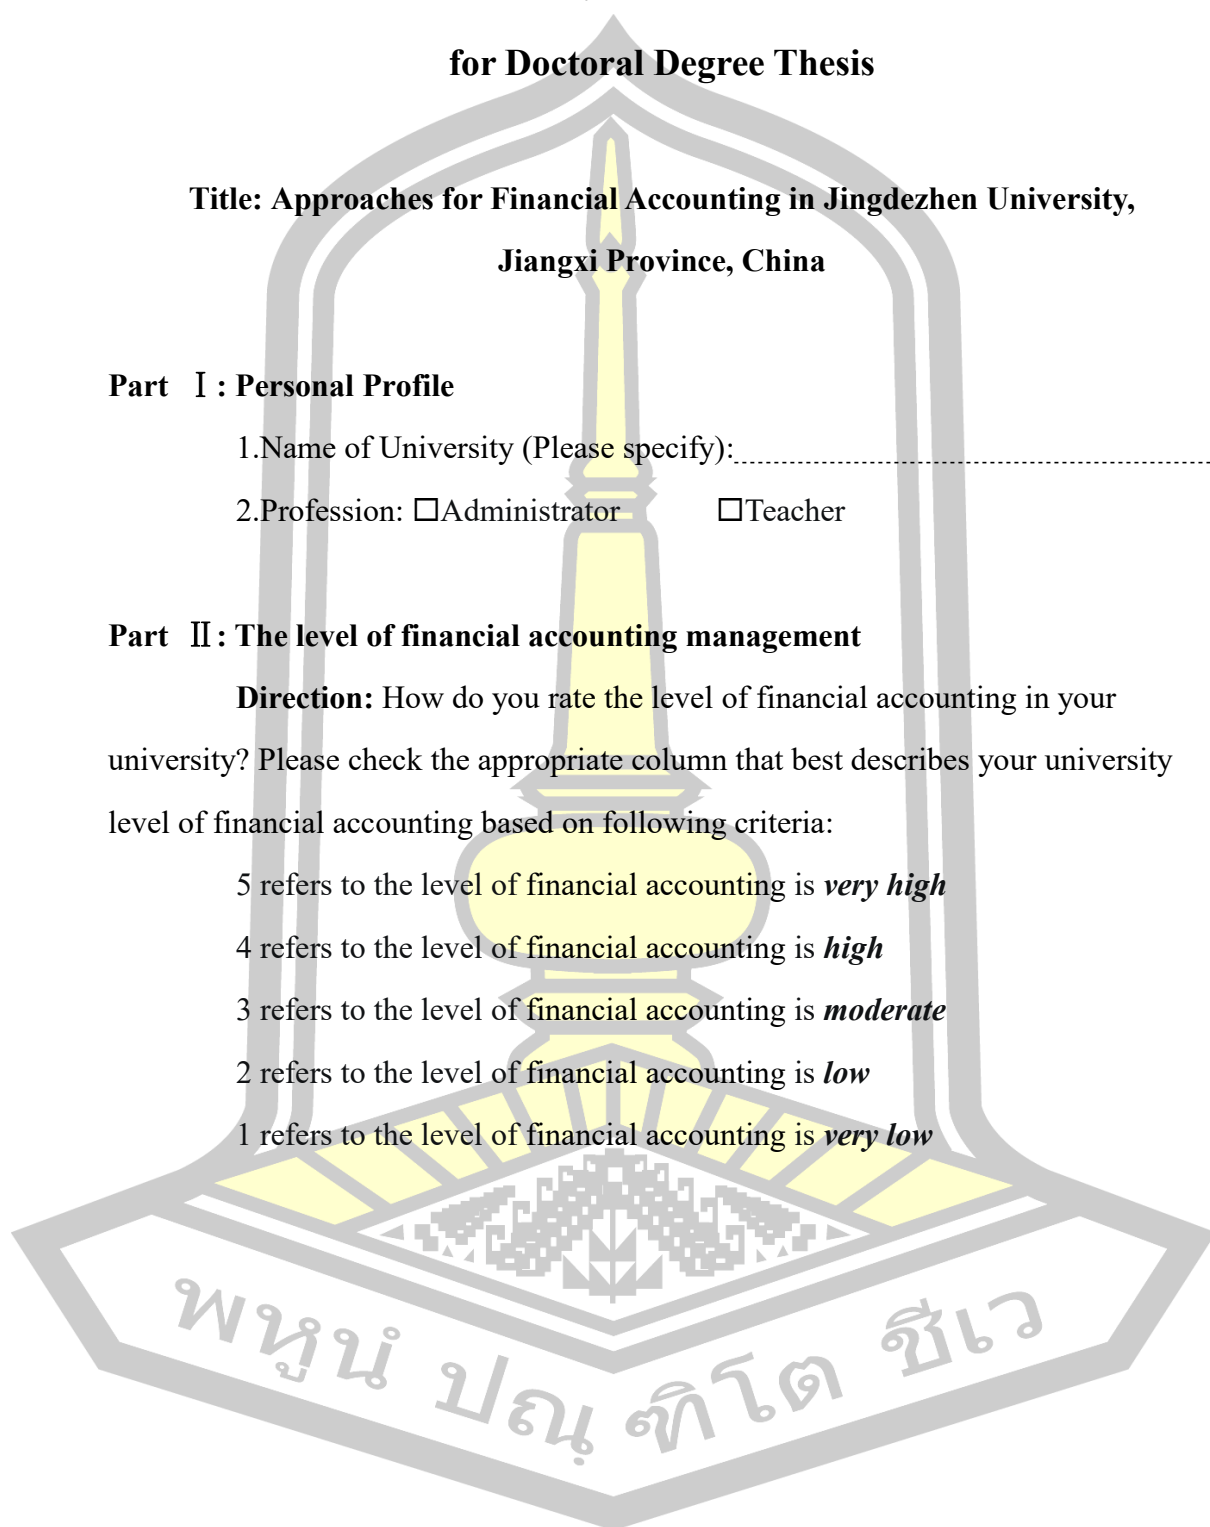 for Doctoral Degree Thesis
Title: Approaches for Financial Accounting in Jingdezhen University,
Jiangxi Province, China
Part Ⅰ: Personal Profile
1.Name of University (Please specify):
2.Profession: ☐Administrator ☐Teacher
Part Ⅱ: The level of financial accounting management
Direction: How do you rate the level of financial accounting in your
university? Please check the appropriate column that best describes your university
level of financial accounting based on following criteria:
5 refers to the level of financial accounting is very high
4 refers to the level of financial accounting is high
3 refers to the level of financial accounting is moderate
2 refers to the level of financial accounting is low
1 refers to the level of financial accounting is very low
พหูนํ ปณฺฑิโต ชีเว